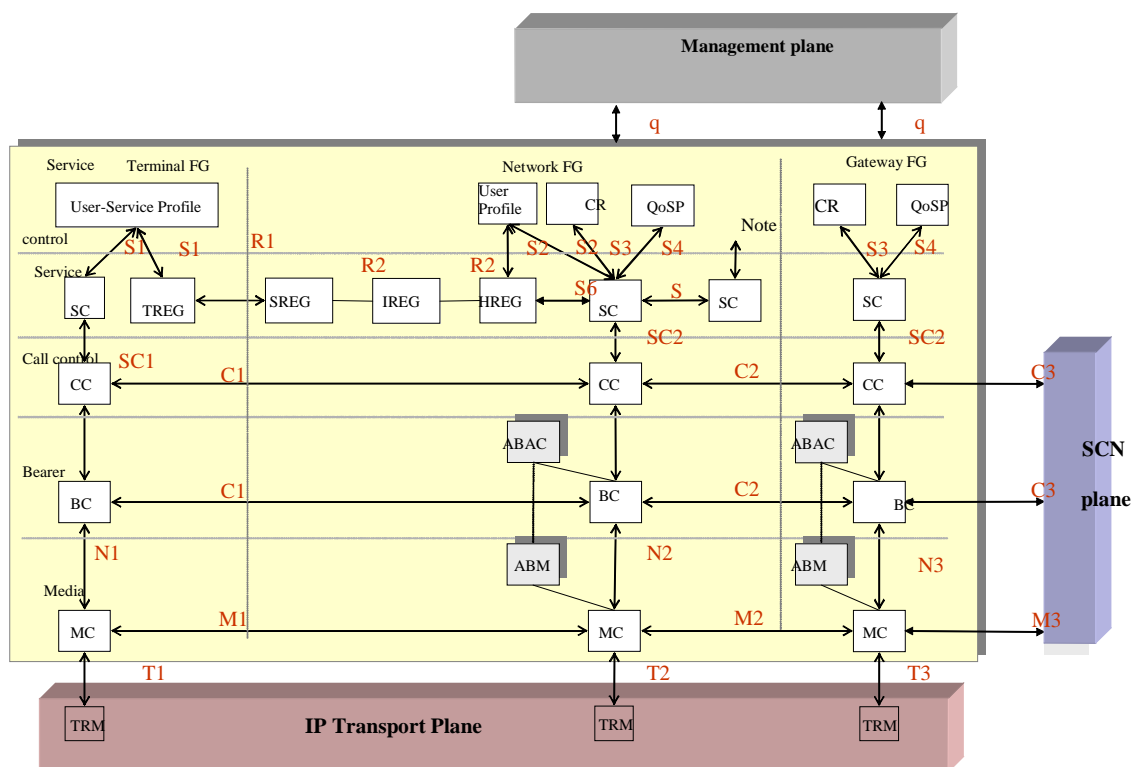 Management plane
q
q
Service
Terminal FG
Network FG
Gateway FG
User-Service Profile
User
Profile
CR
QoSP
CR
QoSP
Note
control
S1
S1
R1
S2
S2
S3
S4
S3
S4
R2
R2
Service
SC
TREG
SREG
IREG
HREG
S6
SC
S
SC
SC
Call control
SC1
SC2
SC2
CC
C1
CC
C2
CC
C3
ABAC
ABAC
SCN
plane
Bearer
BC
C1
BC
C2
BC
C3
N1
ABM
N2
ABM
N3
Media
MC
M1
MC
M2
MC
M3
T1
T2
T3
TRM
IP Transport Plane
TRM
TRM